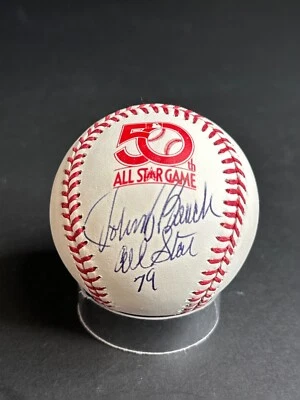 50th
ALL STAR GAME
Johnny Bench
All Star
79